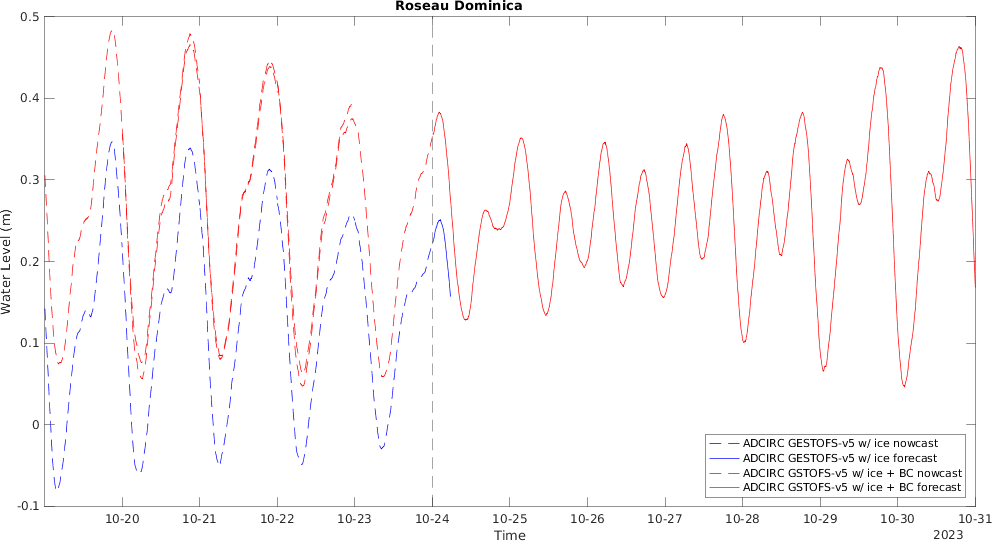 Roseau Dominica
0.5
0.4
0.3
0.2
0.1
0
-0.1
Water Level (m)
ADCIRC GESTOFS-v5 w/ ice nowcast
ADCIRC GESTOFS-v5 w/ ice forecast
ADCIRC GSTOFS-v5 w/ ice + BC nowcast
ADCIRC GSTOFS-v5 w/ ice + BC forecast
10-20 10-21 10-22 10-23 10-24 10-25 10-26 10-27 10-28 10-29 10-30 10-31
Time
2023